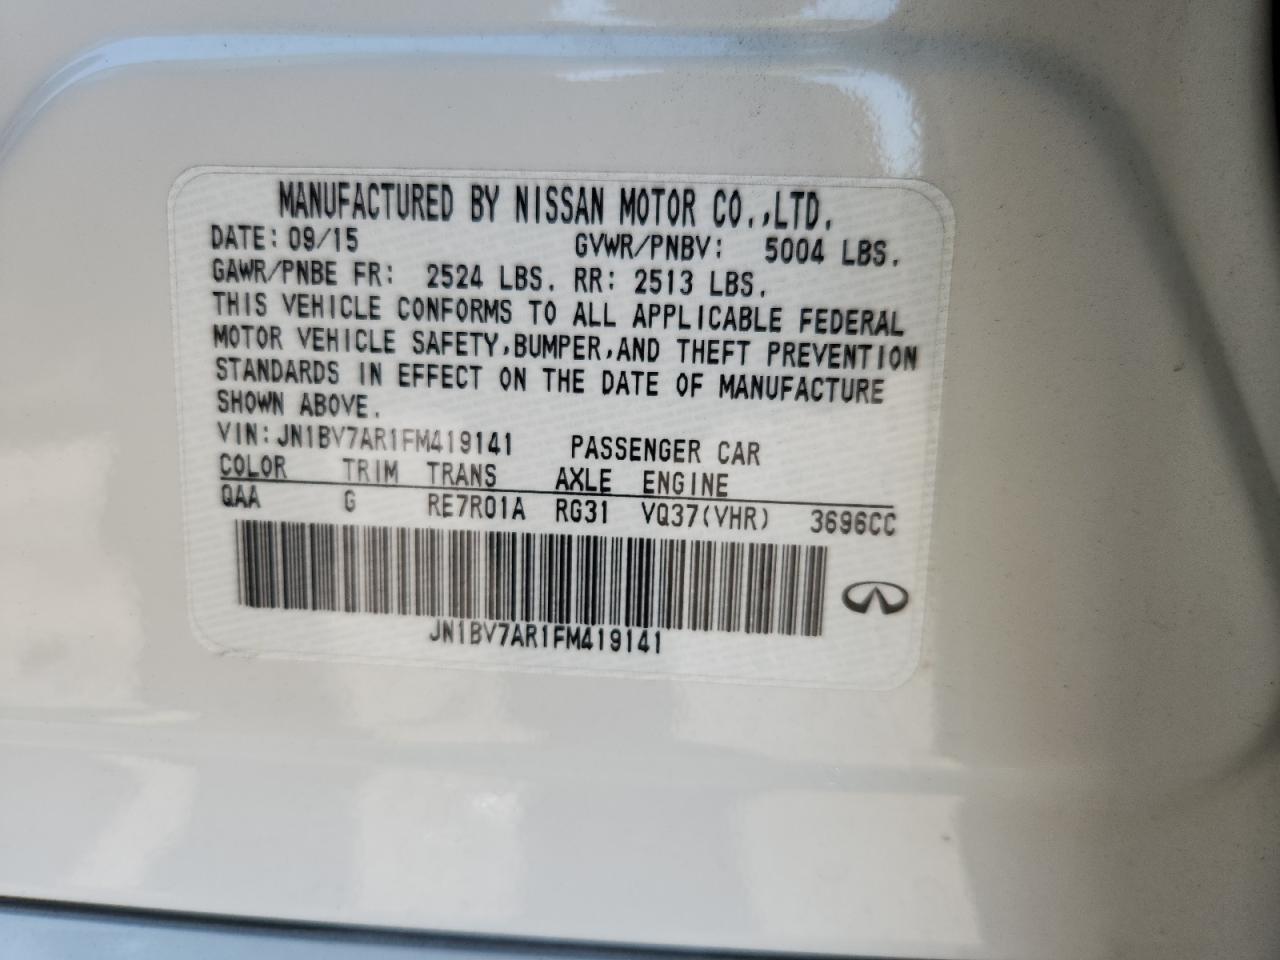 MANUFACTURED BY NISSAN MOTOR CO.,LTD.
DATE: 09/15 GVWR/PNBV: 5004 LBS.
GAWR/PNBE FR: 2524 LBS. RR: 2513 LBS.
THIS VEHICLE CONFORMS TO ALL APPLICABLE FEDERAL
MOTOR VEHICLE SAFETY,BUMPER,AND THEFT PREVENTION
STANDARDS IN EFFECT ON THE DATE OF MANUFACTURE
SHOWN ABOVE.
VIN:JN1BV7AR1FM419141 PASSENGER CAR
COLOR TRIM TRANS AXLE ENGINE
QAA G RE7R01A RG31 VQ37(VHR) 3696CC
JN1BV7AR1FM419141